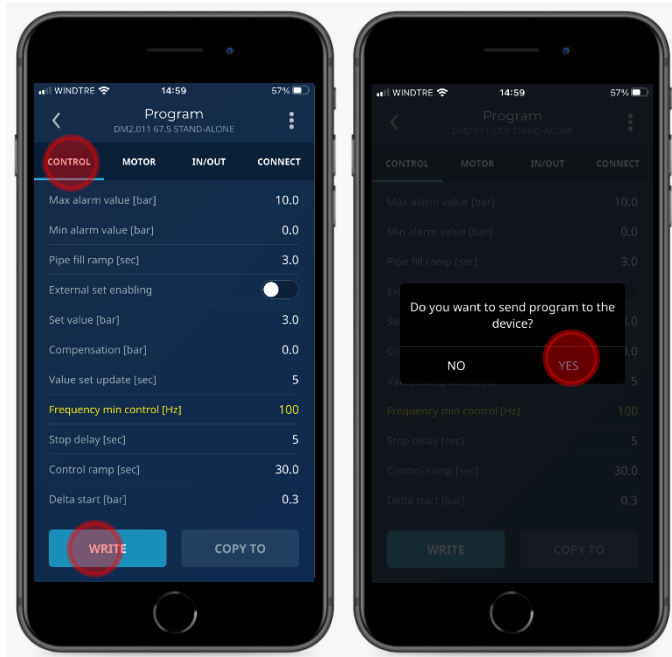 WINDTRE 14:59 57%
Program
DM2.011 67.5 STAND-ALONE
CONTROL MOTOR IN/OUT CONNECT
Max alarm value [bar] 10.0
Min alarm value [bar] 0.0
Pipe fill ramp [sec] 3.0
External set enabling
Set value [bar] 3.0
Compensation [bar] 0.0
Value set update [sec] 5
Frequency min control [Hz] 100
Stop delay [sec] 5
Control ramp [sec] 30.0
Delta start [bar] 0.3
WRITE COPY TO
WINDTRE 14:59 57%
Program
DM2.011 67.5 STAND-ALONE
CONTROL MOTOR IN/OUT CONNECT
Max alarm value [bar] 10.0
Min alarm value [bar] 0.0
Pipe fill ramp [sec] 3.0
Do you want to send program to the
device?
NO YES
Frequency min control [Hz] 100
Stop delay [sec] 5
Control ramp [sec] 30.0
Delta start [bar] 0.3
WRITE COPY TO